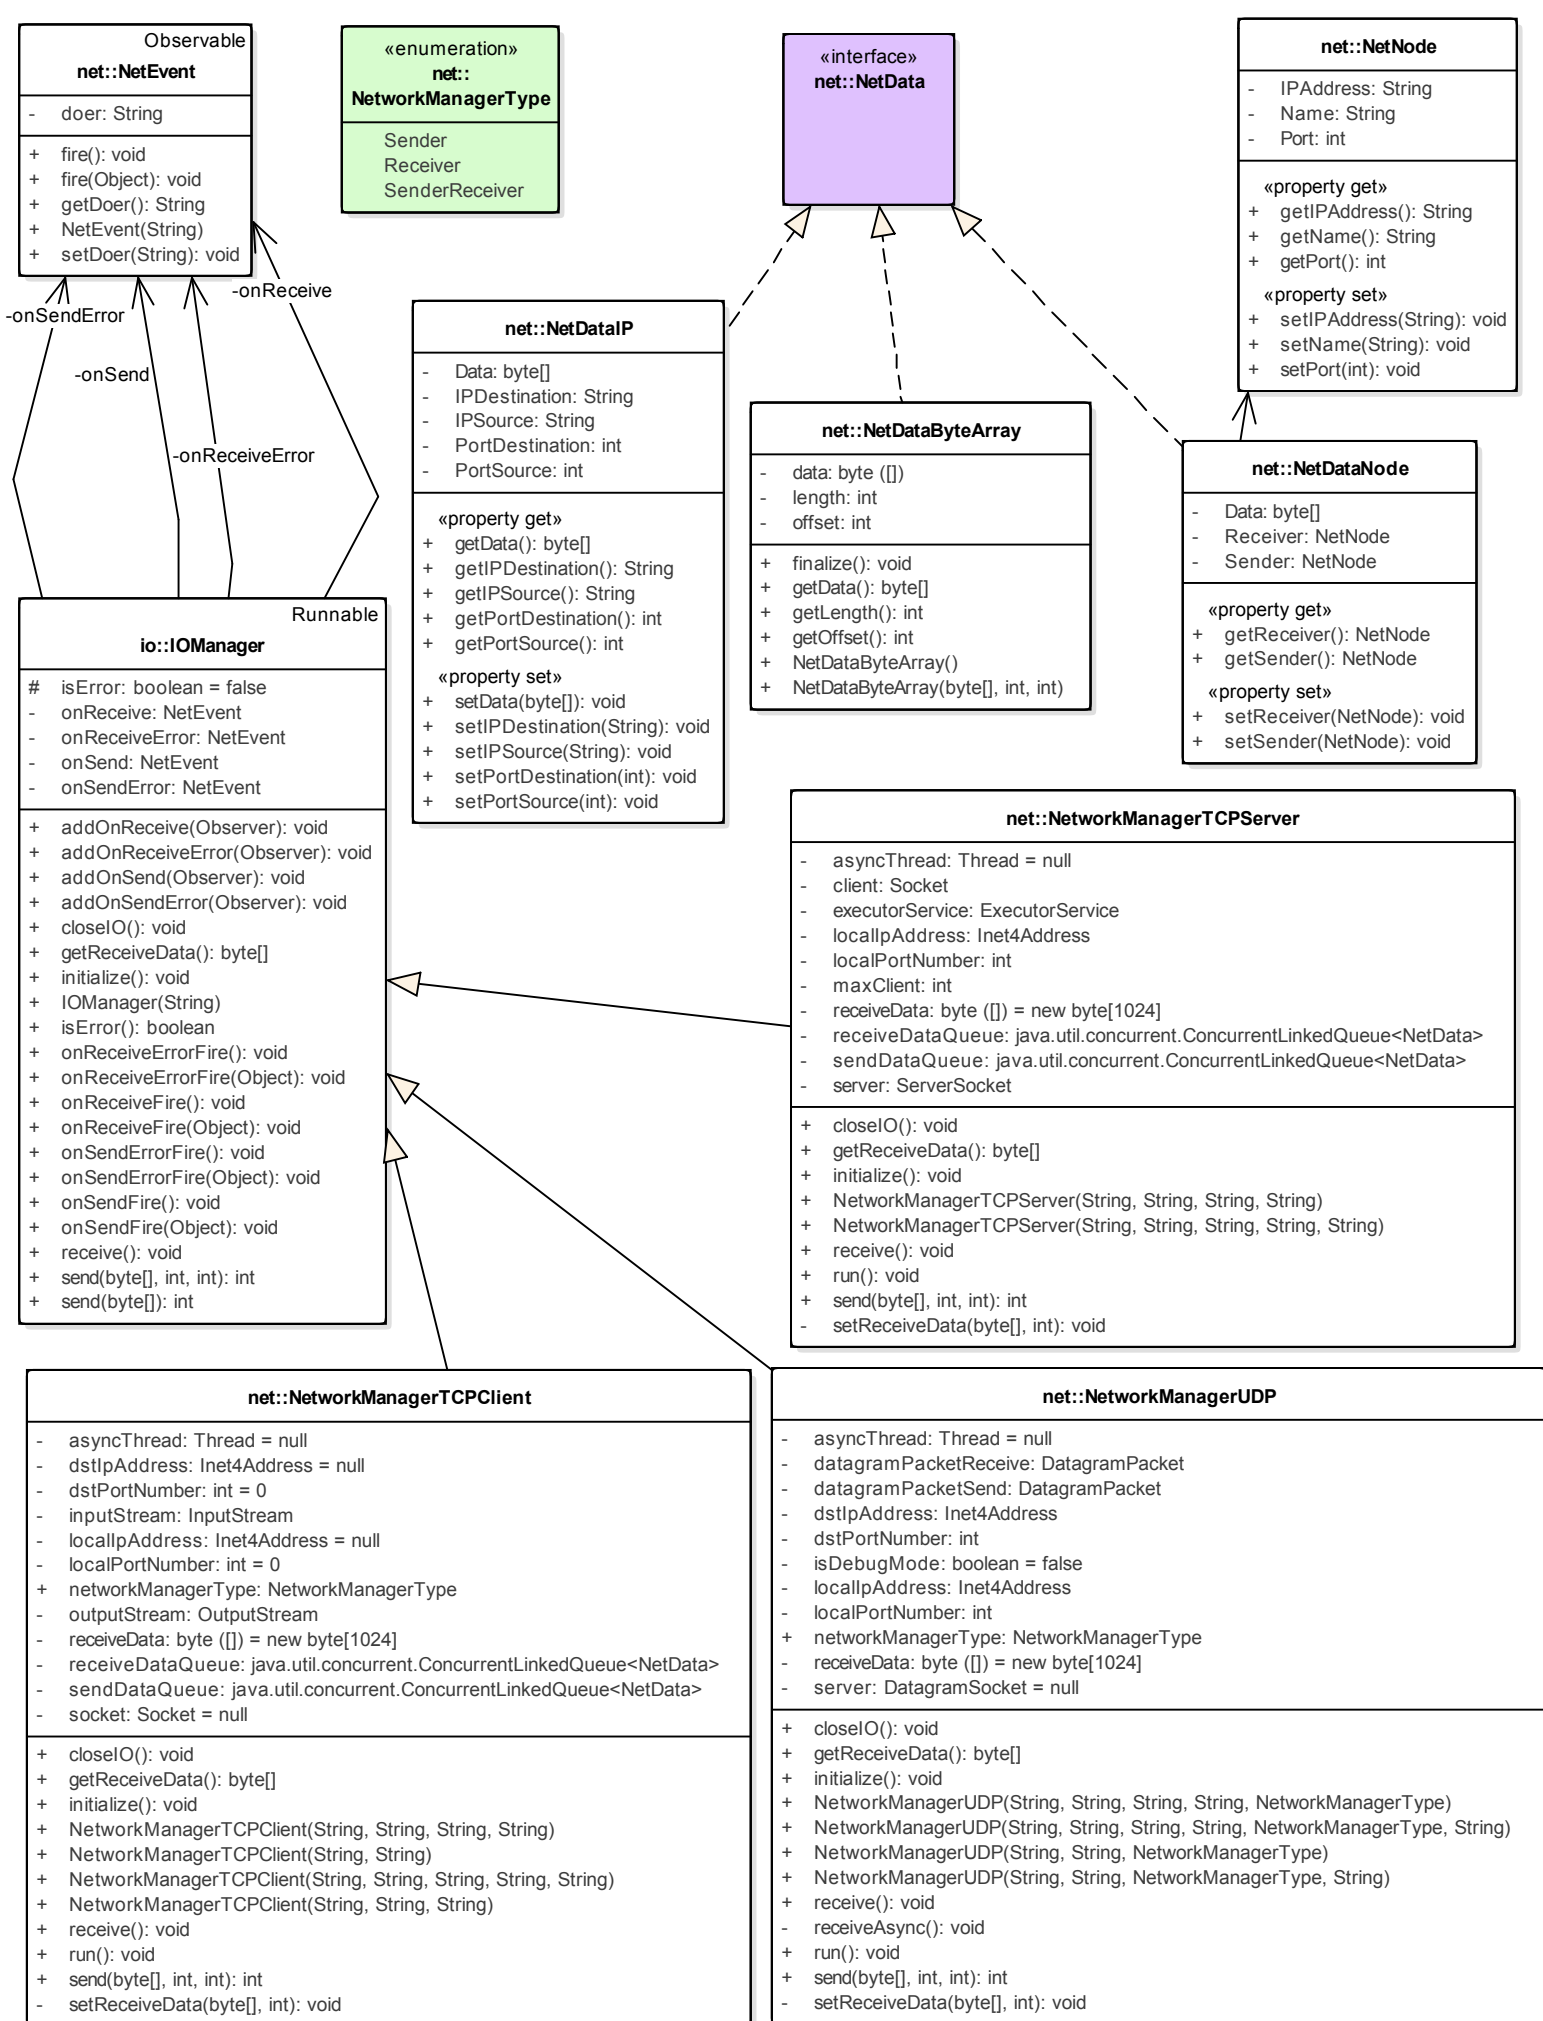 Observable
net::NetEvent
- doer: String
+ fire(): void
+ fire(Object): void
+ getDoer(): String
+ NetEvent(String)
+ setDoer(String): void
«enumeration»
net::
NetworkManagerType
Sender
Receiver
SenderReceiver
«interface»
net::NetData
net::NetNode
- IPAddress: String
- Name: String
- Port: int
«property get»
+ getIPAddress(): String
+ getName(): String
+ getPort(): int
«property set»
+ setIPAddress(String): void
+ setName(String): void
+ setPort(int): void
-onReceive
-onSendError
-onSend
-onReceiveError
net::NetDataIP
- Data: byte[]
- IPDestination: String
- IPSource: String
- PortDestination: int
- PortSource: int
«property get»
+ getData(): byte[]
+ getIPDestination(): String
+ getIPSource(): String
+ getPortDestination(): int
+ getPortSource(): int
«property set»
+ setData(byte[]): void
+ setIPDestination(String): void
+ setIPSource(String): void
+ setPortDestination(int): void
+ setPortSource(int): void
net::NetDataByteArray
- data: byte ([])
- length: int
- offset: int
+ finalize(): void
+ getData(): byte[]
+ getLength(): int
+ getOffset(): int
+ NetDataByteArray()
+ NetDataByteArray(byte[], int, int)
net::NetDataNode
- Data: byte[]
- Receiver: NetNode
- Sender: NetNode
«property get»
+ getReceiver(): NetNode
+ getSender(): NetNode
«property set»
+ setReceiver(NetNode): void
+ setSender(NetNode): void
Runnable
io::IOManager
# isError: boolean = false
- onReceive: NetEvent
- onReceiveError: NetEvent
- onSend: NetEvent
- onSendError: NetEvent
+ addOnReceive(Observer): void
+ addOnReceiveError(Observer): void
+ addOnSend(Observer): void
+ addOnSendError(Observer): void
+ closeIO(): void
+ getReceiveData(): byte[]
+ initialize(): void
+ IOManager(String)
+ isError(): boolean
+ onReceiveErrorFire(): void
+ onReceiveErrorFire(Object): void
+ onReceiveFire(): void
+ onReceiveFire(Object): void
+ onSendErrorFire(): void
+ onSendErrorFire(Object): void
+ onSendFire(): void
+ onSendFire(Object): void
+ receive(): void
+ send(byte[], int, int): int
+ send(byte[]): int
net::NetworkManagerTCPServer
- asyncThread: Thread = null
- client: Socket
- executorService: ExecutorService
- localIpAddress: Inet4Address
- localPortNumber: int
- maxClient: int
- receiveData: byte ([]) = new byte[1024]
- receiveDataQueue: java.util.concurrent.ConcurrentLinkedQueue<NetData>
- sendDataQueue: java.util.concurrent.ConcurrentLinkedQueue<NetData>
- server: ServerSocket
+ closeIO(): void
+ getReceiveData(): byte[]
+ initialize(): void
+ NetworkManagerTCPServer(String, String, String, String)
+ NetworkManagerTCPServer(String, String, String, String, String)
+ receive(): void
+ run(): void
+ send(byte[], int, int): int
- setReceiveData(byte[], int): void
net::NetworkManagerTCPClient
- asyncThread: Thread = null
- dstIpAddress: Inet4Address = null
- dstPortNumber: int = 0
- inputStream: InputStream
- localIpAddress: Inet4Address = null
- localPortNumber: int = 0
+ networkManagerType: NetworkManagerType
- outputStream: OutputStream
- receiveData: byte ([]) = new byte[1024]
- receiveDataQueue: java.util.concurrent.ConcurrentLinkedQueue<NetData>
- sendDataQueue: java.util.concurrent.ConcurrentLinkedQueue<NetData>
- socket: Socket = null
+ closeIO(): void
+ getReceiveData(): byte[]
+ initialize(): void
+ NetworkManagerTCPClient(String, String, String, String)
+ NetworkManagerTCPClient(String, String)
+ NetworkManagerTCPClient(String, String, String, String, String)
+ NetworkManagerTCPClient(String, String, String)
+ receive(): void
+ run(): void
+ send(byte[], int, int): int
- setReceiveData(byte[], int): void
net::NetworkManagerUDP
- asyncThread: Thread = null
- datagramPacketReceive: DatagramPacket
- datagramPacketSend: DatagramPacket
- dstIpAddress: Inet4Address
- dstPortNumber: int
- isDebugMode: boolean = false
- localIpAddress: Inet4Address
- localPortNumber: int
+ networkManagerType: NetworkManagerType
- receiveData: byte ([]) = new byte[1024]
- server: DatagramSocket = null
+ closeIO(): void
+ getReceiveData(): byte[]
+ initialize(): void
+ NetworkManagerUDP(String, String, String, String, NetworkManagerType)
+ NetworkManagerUDP(String, String, String, String, NetworkManagerType, String)
+ NetworkManagerUDP(String, String, NetworkManagerType)
+ NetworkManagerUDP(String, String, NetworkManagerType, String)
+ receive(): void
- receiveAsync(): void
+ run(): void
+ send(byte[], int, int): int
- setReceiveData(byte[], int): void